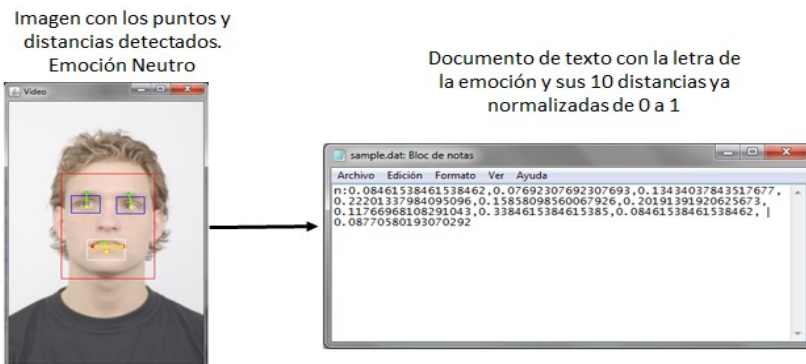 Imagen con los puntos y
distancias detectados.
Emoción Neutro
Video
Documento de texto con la letra de
la emoción y sus 10 distancias ya
normalizadas de 0 a 1
sample.dat: Bloc de notas
Archivo Edición Formato Ver Ayuda
n:0.08461538461538462,0.07692307692307693,0.13434037843517677,
0.22201337984095096,0.15858098560067926,0.20191391920625673,
0.11766968108291043,0.3384615384615385,0.08461538461538462,
0.08770580193070292